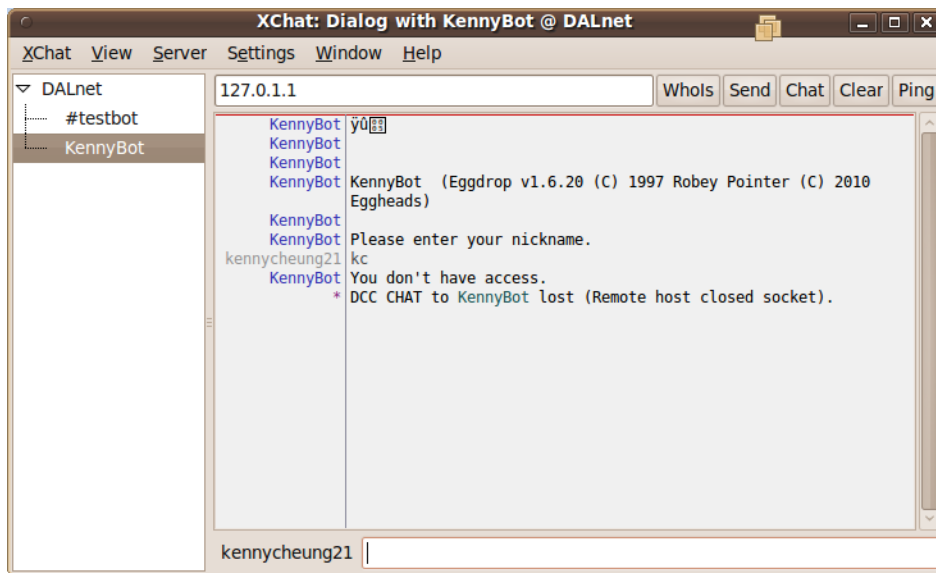 XChat: Dialog with KennyBot @ DALnet
XChat View Server Settings Window Help
DALnet
#testbot
KennyBot
127.0.1.1 WhoIs Send Chat Clear Ping
KennyBot ÿû
KennyBot
KennyBot
KennyBot KennyBot (Eggdrop v1.6.20 (C) 1997 Robey Pointer (C) 2010
Eggheads)
KennyBot
KennyBot Please enter your nickname.
kennycheung21 kc
KennyBot You don't have access.
* DCC CHAT to KennyBot lost (Remote host closed socket).
kennycheung21